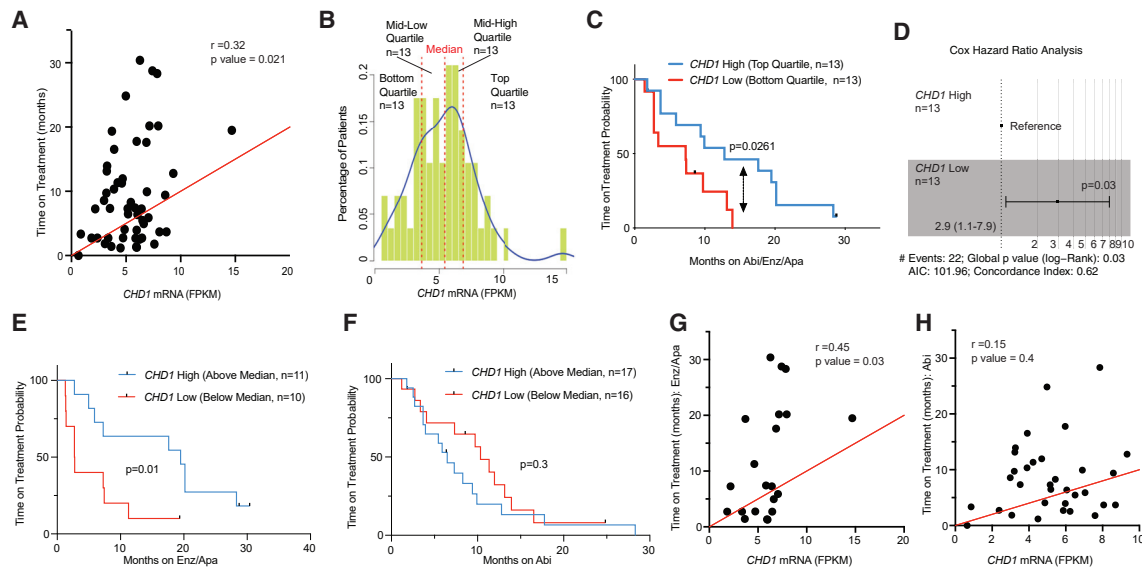 A
r =0.32
p value = 0.021
Time on Treatment (months)
40
30
20
10
0
0
5
10
15
20
CHD1 mRNA (FPKM)
B
Mid-Low
Quartile
n=13
Mid-High
Quartile
n=13
Median
Bottom
Quartile
n=13
Top
Quartile
n=13
Percentage of Patients
0.2
0.15
0.1
0.05
0
0
5
10
15
CHD1 mRNA (FPKM)
C
CHD1 High (Top Quartile, n=13)
CHD1 Low (Bottom Quartile, n=13)
p=0.0261
Time onTreatment Probability
100
50
0
0
10
20
30
Months on Abi/Enz/Apa
D
Cox Hazard Ratio Analysis
CHD1 High
n=13
Reference
CHD1 Low
n=13
p=0.03
2.9 (1.1-7.9)
2 3 4 5 6 7 8 9 10
# Events: 22; Global p value (log−Rank): 0.03
AIC: 101.96; Concordance Index: 0.62
E
CHD1 High (Above Median, n=11)
CHD1 Low (Below Median, n=10)
p=0.01
Time on Treatment Probability
100
50
0
0
10
20
30
40
Months on Enz/Apa
F
CHD1 High (Above Median, n=17)
CHD1 Low (Below Median, n=16)
p=0.3
Time on Treatment Probability
100
50
0
0
10
20
30
Months on Abi
G
r =0.45
p value = 0.03
Time on Treatment (months): Enz/Apa
40
30
20
10
0
0
5
10
15
20
CHD1 mRNA (FPKM)
H
r =0.15
p value = 0.4
Time on Treatment (months): Abi
30
20
10
0
0
2
4
6
8
10
CHD1 mRNA (FPKM)